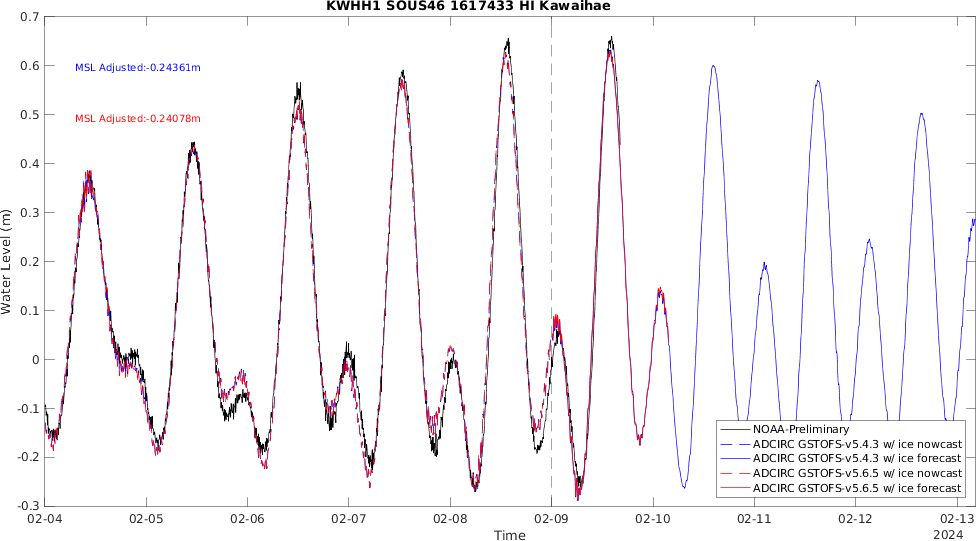 KWHH1 SOUS46 1617433 HI Kawaihae
0.7
0.6
0.5
0.4
0.3
0.2
0.1
0
-0.1
-0.2
-0.3
Water Level (m)
MSL Adjusted:-0.24361m
MSL Adjusted:-0.24078m
NOAA-Preliminary
ADCIRC GSTOFS-v5.4.3 w/ ice nowcast
ADCIRC GSTOFS-v5.4.3 w/ ice forecast
ADCIRC GSTOFS-v5.6.5 w/ ice nowcast
ADCIRC GSTOFS-v5.6.5 w/ ice forecast
02-04 02-05 02-06 02-07 02-08 02-09 02-10 02-11 02-12 02-13
Time
2024